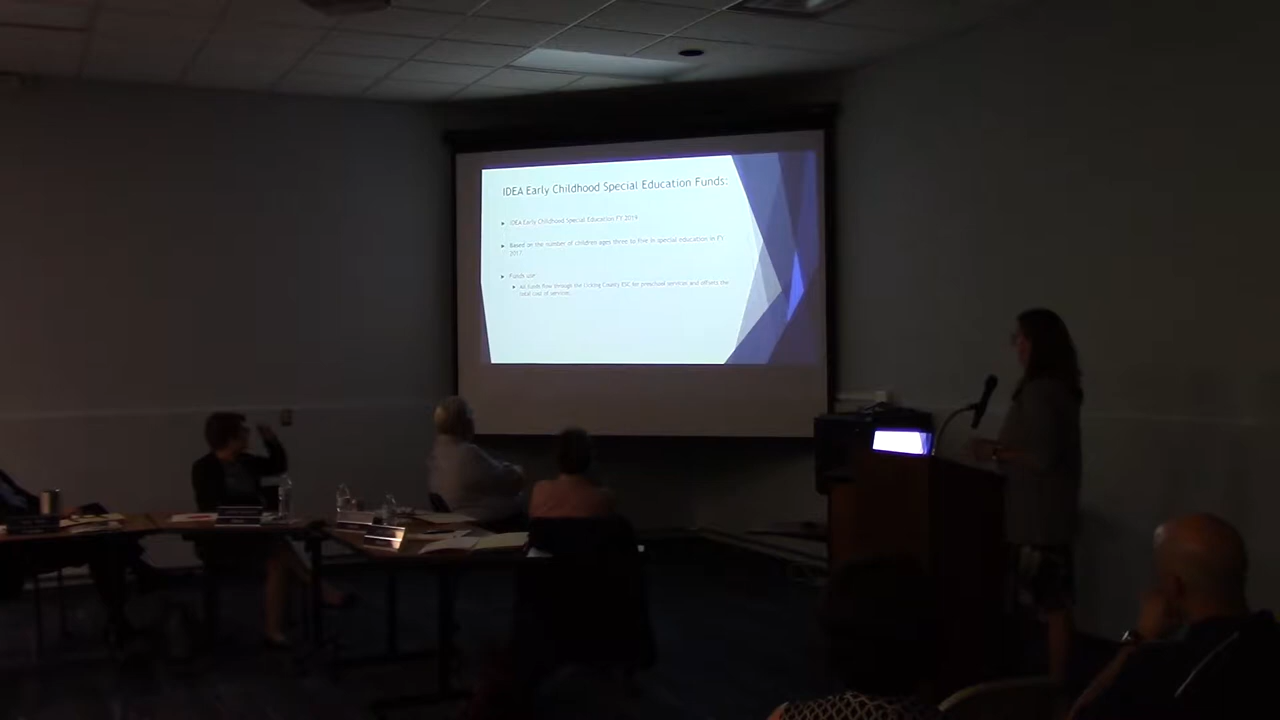 IDEA Early Childhood Special Education Funds:
IDEA Early Childhood Special Education FY 2019
Based on the number of children ages three to five in special education in FY
2017
Funds use:
All funds flow through the Licking County ESC for preschool services and offsets the
total cost of services.